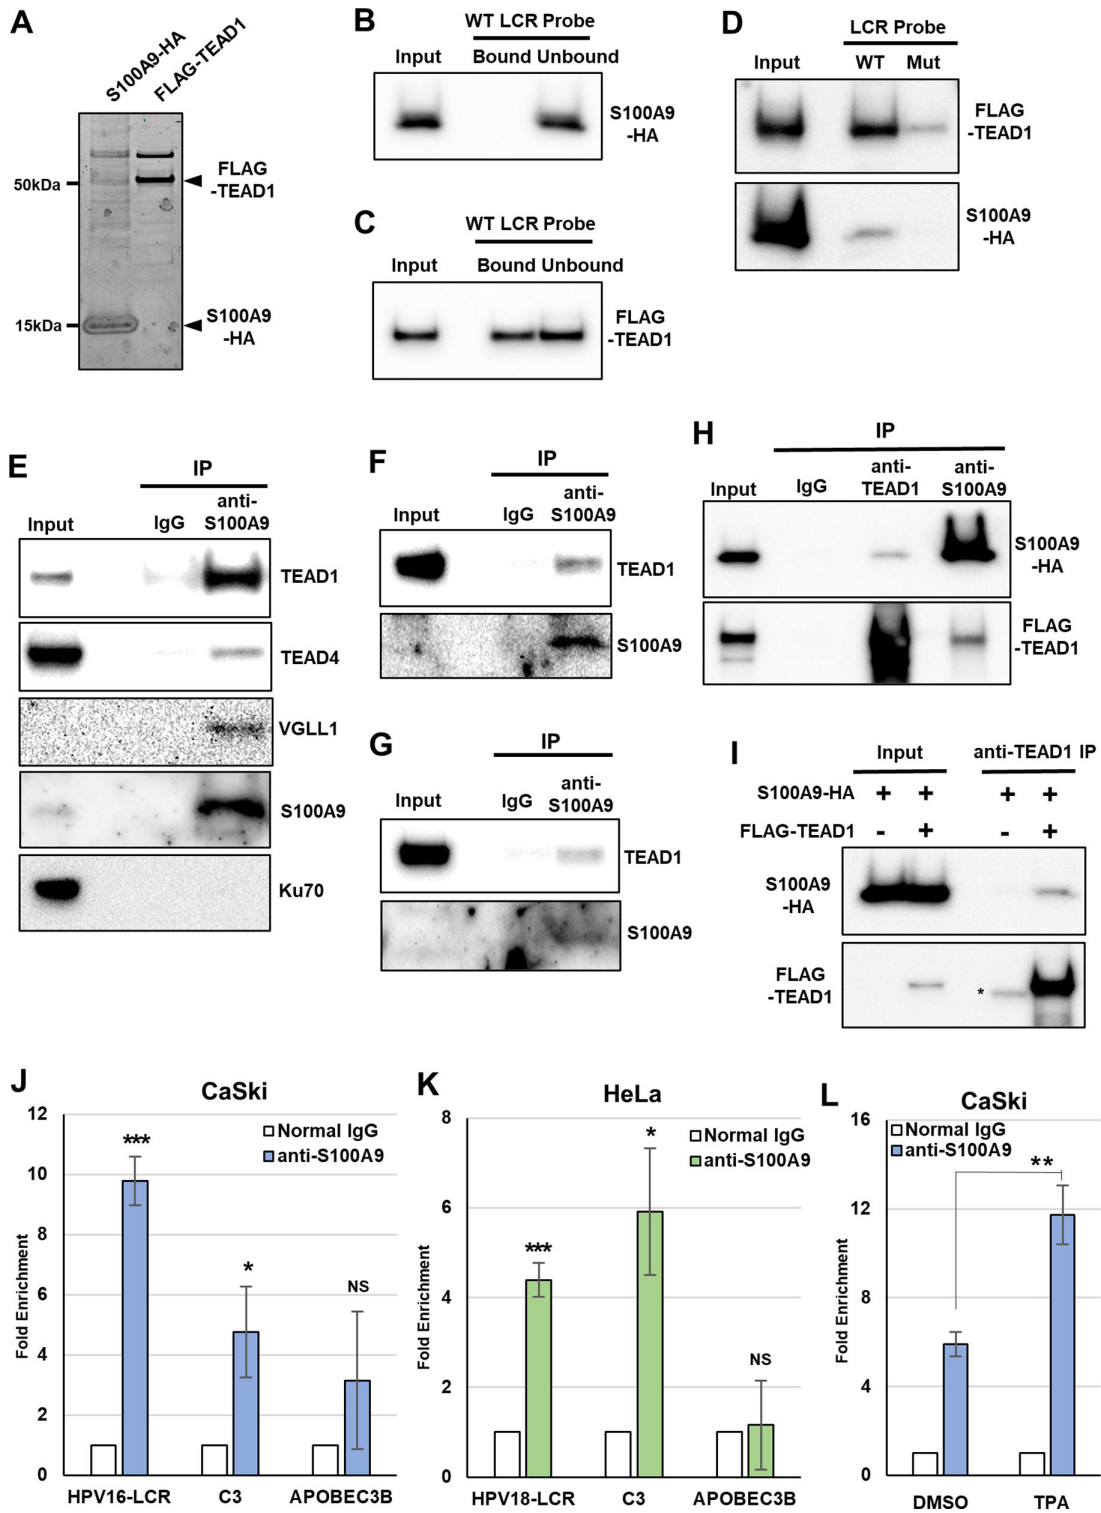 A
S100A9-HA
FLAG-TEAD1
50kDa
FLAG
-TEAD1
15kDa
S100A9
-HA
B
WT LCR Probe
Input
Bound Unbound
S100A9
-HA
C
WT LCR Probe
Input
Bound Unbound
FLAG
-TEAD1
D
LCR Probe
Input
WT
Mut
FLAG
-TEAD1
S100A9
-HA
E
IP
Input
IgG
anti-
S100A9
TEAD1
TEAD4
VGLL1
S100A9
Ku70
F
IP
Input
IgG
anti-
S100A9
TEAD1
S100A9
G
IP
Input
IgG
anti-
S100A9
TEAD1
S100A9
H
IP
Input
IgG
anti-
TEAD1
anti-
S100A9
S100A9
-HA
FLAG
-TEAD1
I
Input
anti-TEAD1 IP
S100A9-HA + + + +
FLAG-TEAD1 - + - +
S100A9
-HA
FLAG
-TEAD1
*
J
CaSki
Normal IgG
anti-S100A9
Fold Enrichment
12
10
8
6
4
2
0
***
*
NS
HPV16-LCR
C3
APOBEC3B
K
HeLa
Normal IgG
anti-S100A9
Fold Enrichment
8
6
4
2
0
***
*
NS
HPV18-LCR
C3
APOBEC3B
L
CaSki
Normal IgG
anti-S100A9
Fold Enrichment
16
12
8
4
0
**
DMSO
TPA